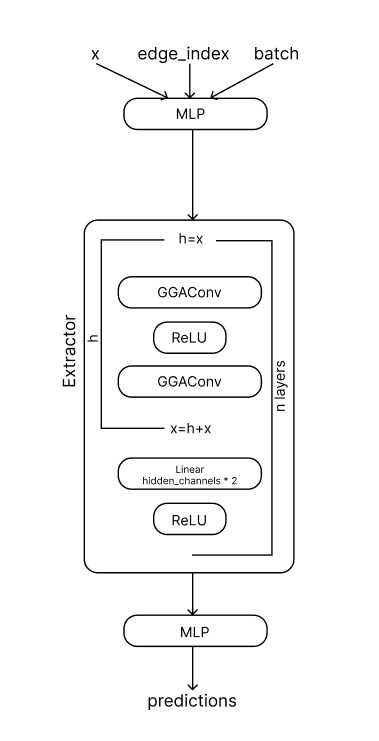 x
edge_index
batch
MLP
h=x
GGAConv
ReLU
GGAConv
x=h+x
Linear
hidden_channels * 2
ReLU
h
n layers
Extractor
MLP
predictions